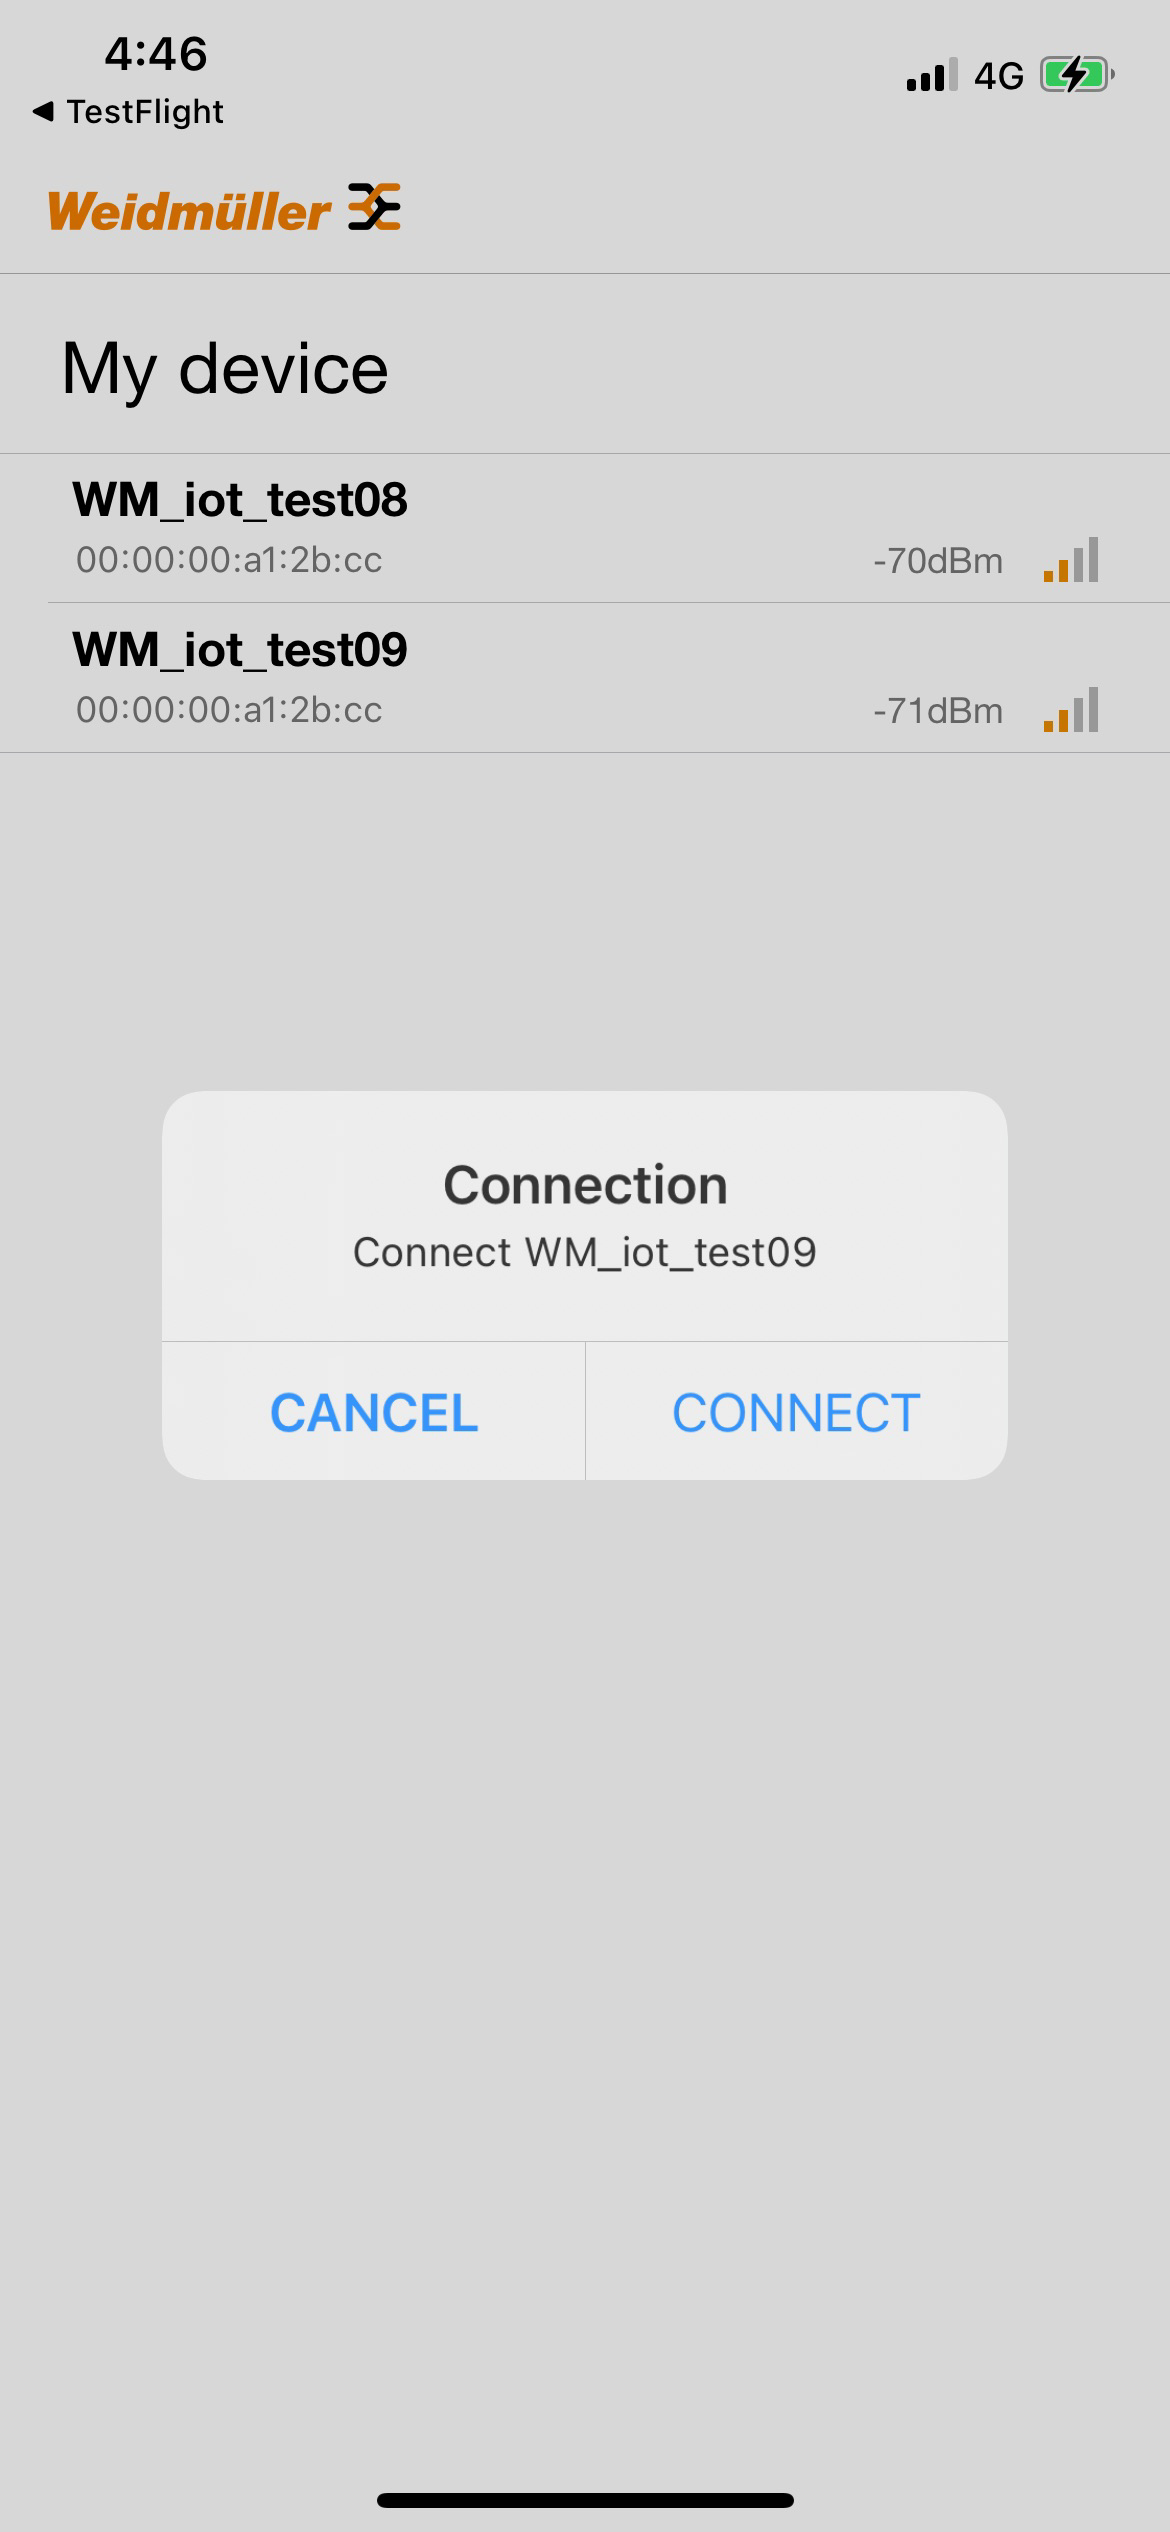 4:46
4G
TestFlight
Weidmüller
My device
WM_iot_test08
00:00:00:a1:2b:cc
-70dBm
WM_iot_test09
00:00:00:a1:2b:cc
-71dBm
Connection
Connect WM_iot_test09
CANCEL
CONNECT